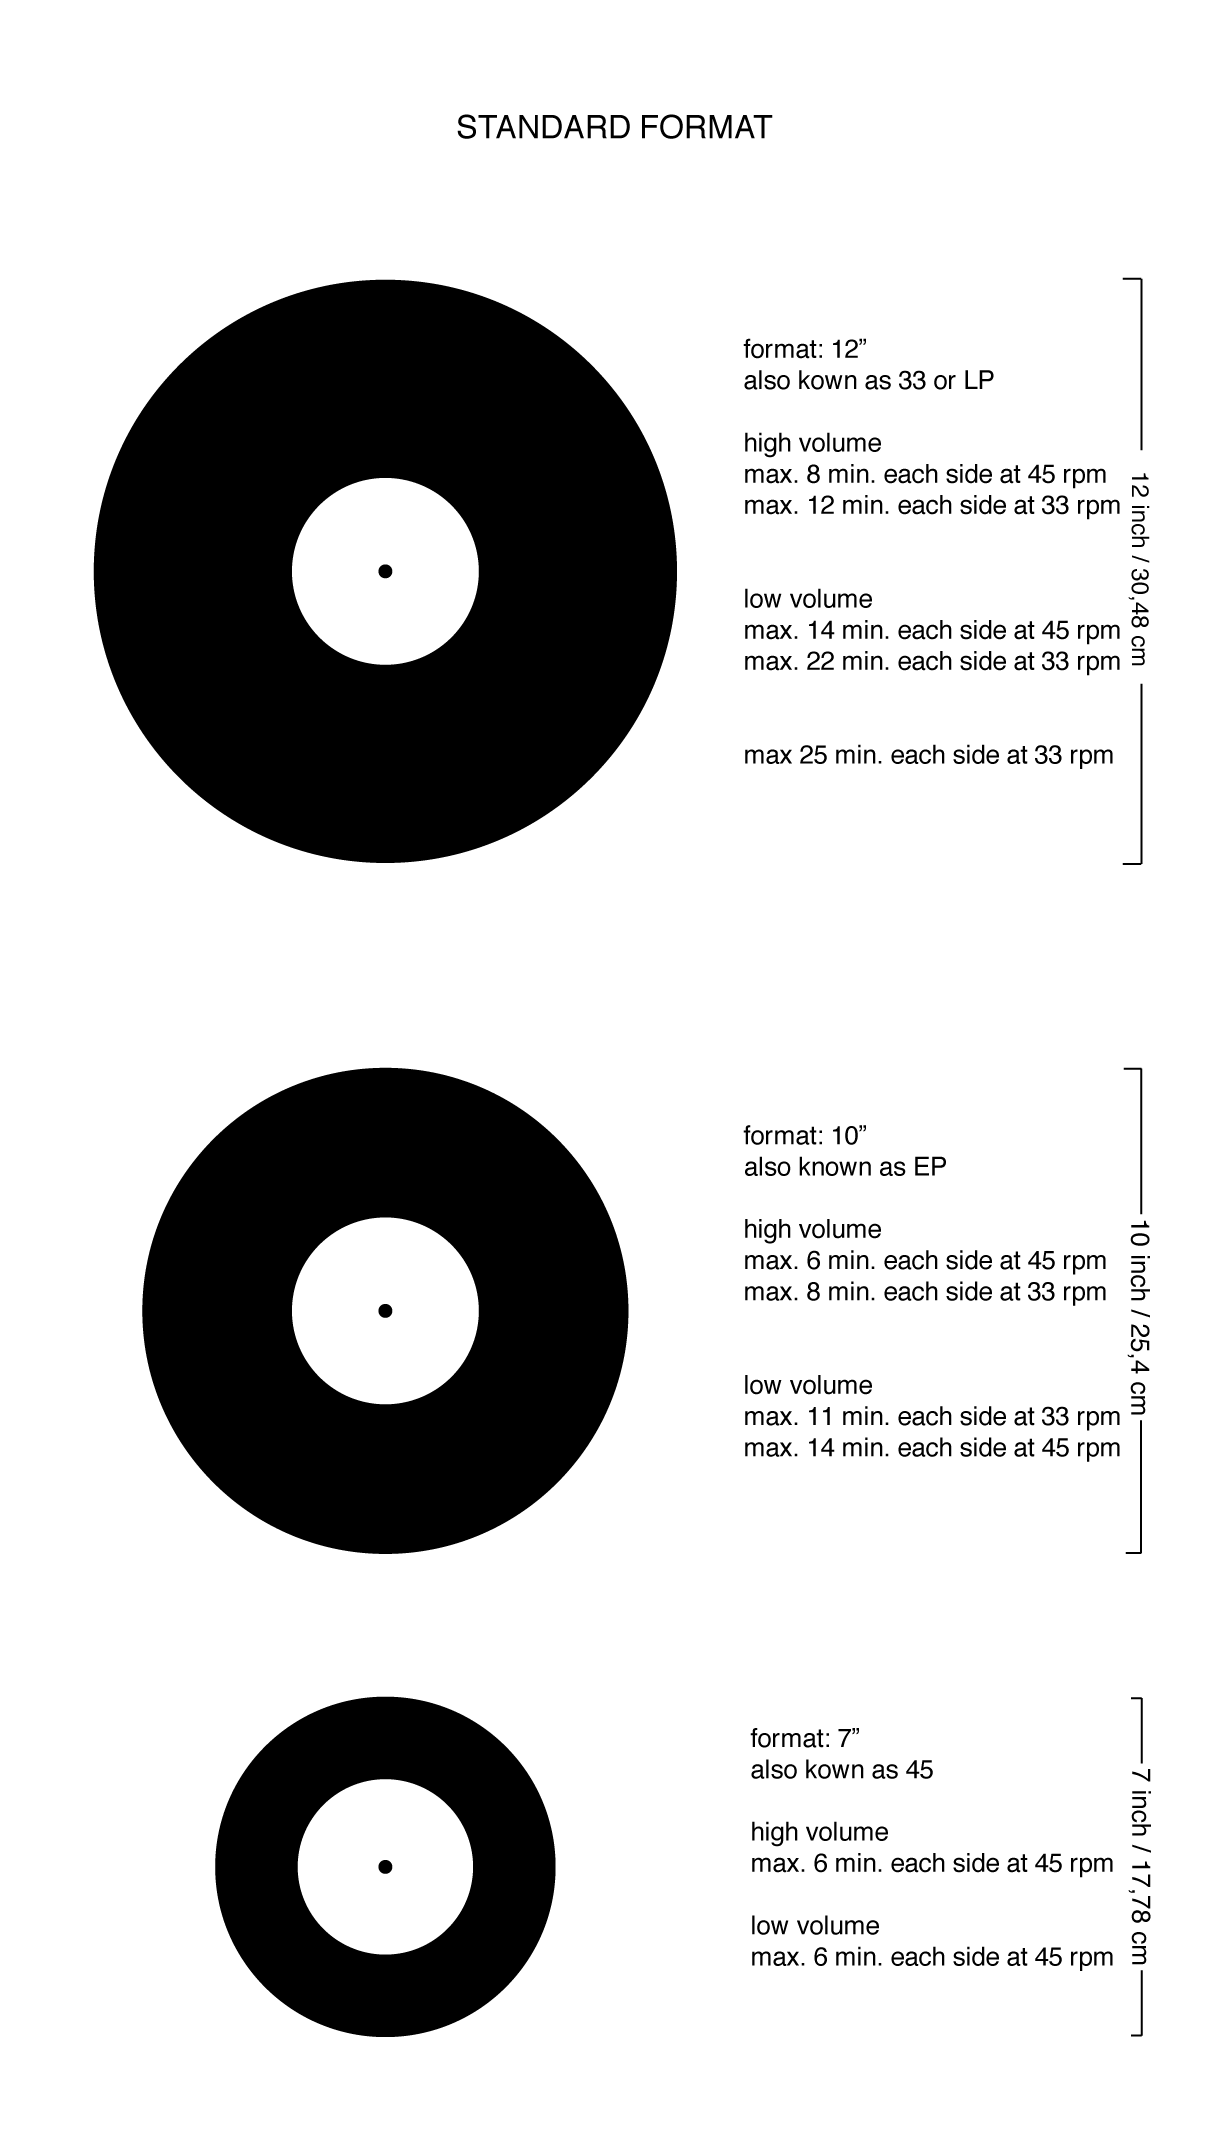 STANDARD FORMAT
format: 12”
also kown as 33 or LP
high volume
max. 8 min. each side at 45 rpm
max. 12 min. each side at 33 rpm
low volume
max. 14 min. each side at 45 rpm
max. 22 min. each side at 33 rpm
max 25 min. each side at 33 rpm
12 inch / 30,48 cm
format: 10”
also known as EP
high volume
max. 6 min. each side at 45 rpm
max. 8 min. each side at 33 rpm
low volume
max. 11 min. each side at 33 rpm
max. 14 min. each side at 45 rpm
10 inch / 25,4 cm
format: 7”
also kown as 45
high volume
max. 6 min. each side at 45 rpm
low volume
max. 6 min. each side at 45 rpm
7 inch / 17,78 cm